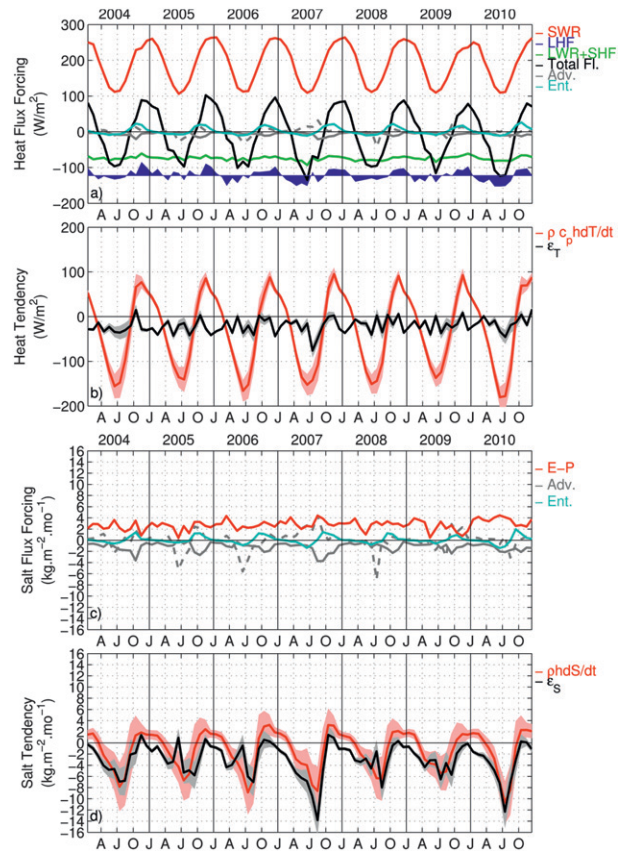 2004 2005 2006 2007 2008 2009 2010
300
200
100
0
−100
−200
Heat Flux Forcing
(W/m²)
SWR
LHF
LWR+SHF
Total Fl.
Adv.
Ent.
a)
A J O J A J O J A J O J A J O J A J O J A J O J A J O
200
100
0
−100
−200
Heat Tendency
(W/m²)
ρ cₚhdT/dt
ε_T
b)
A J O J A J O J A J O J A J O J A J O J A J O J A J O
2004 2005 2006 2007 2008 2009 2010
16
14
12
10
8
6
4
2
0
−2
−4
−6
−8
−10
−12
−14
−16
Salt Flux Forcing
(kg.m⁻².mo⁻¹)
E−P
Adv.
Ent.
c)
A J O J A J O J A J O J A J O J A J O J A J O J A J O
16
14
12
10
8
6
4
2
0
−2
−4
−6
−8
−10
−12
−14
−16
Salt Tendency
(kg.m⁻².mo⁻¹)
ρhdS/dt
ε_S
d)
A J O J A J O J A J O J A J O J A J O J A J O J A J O